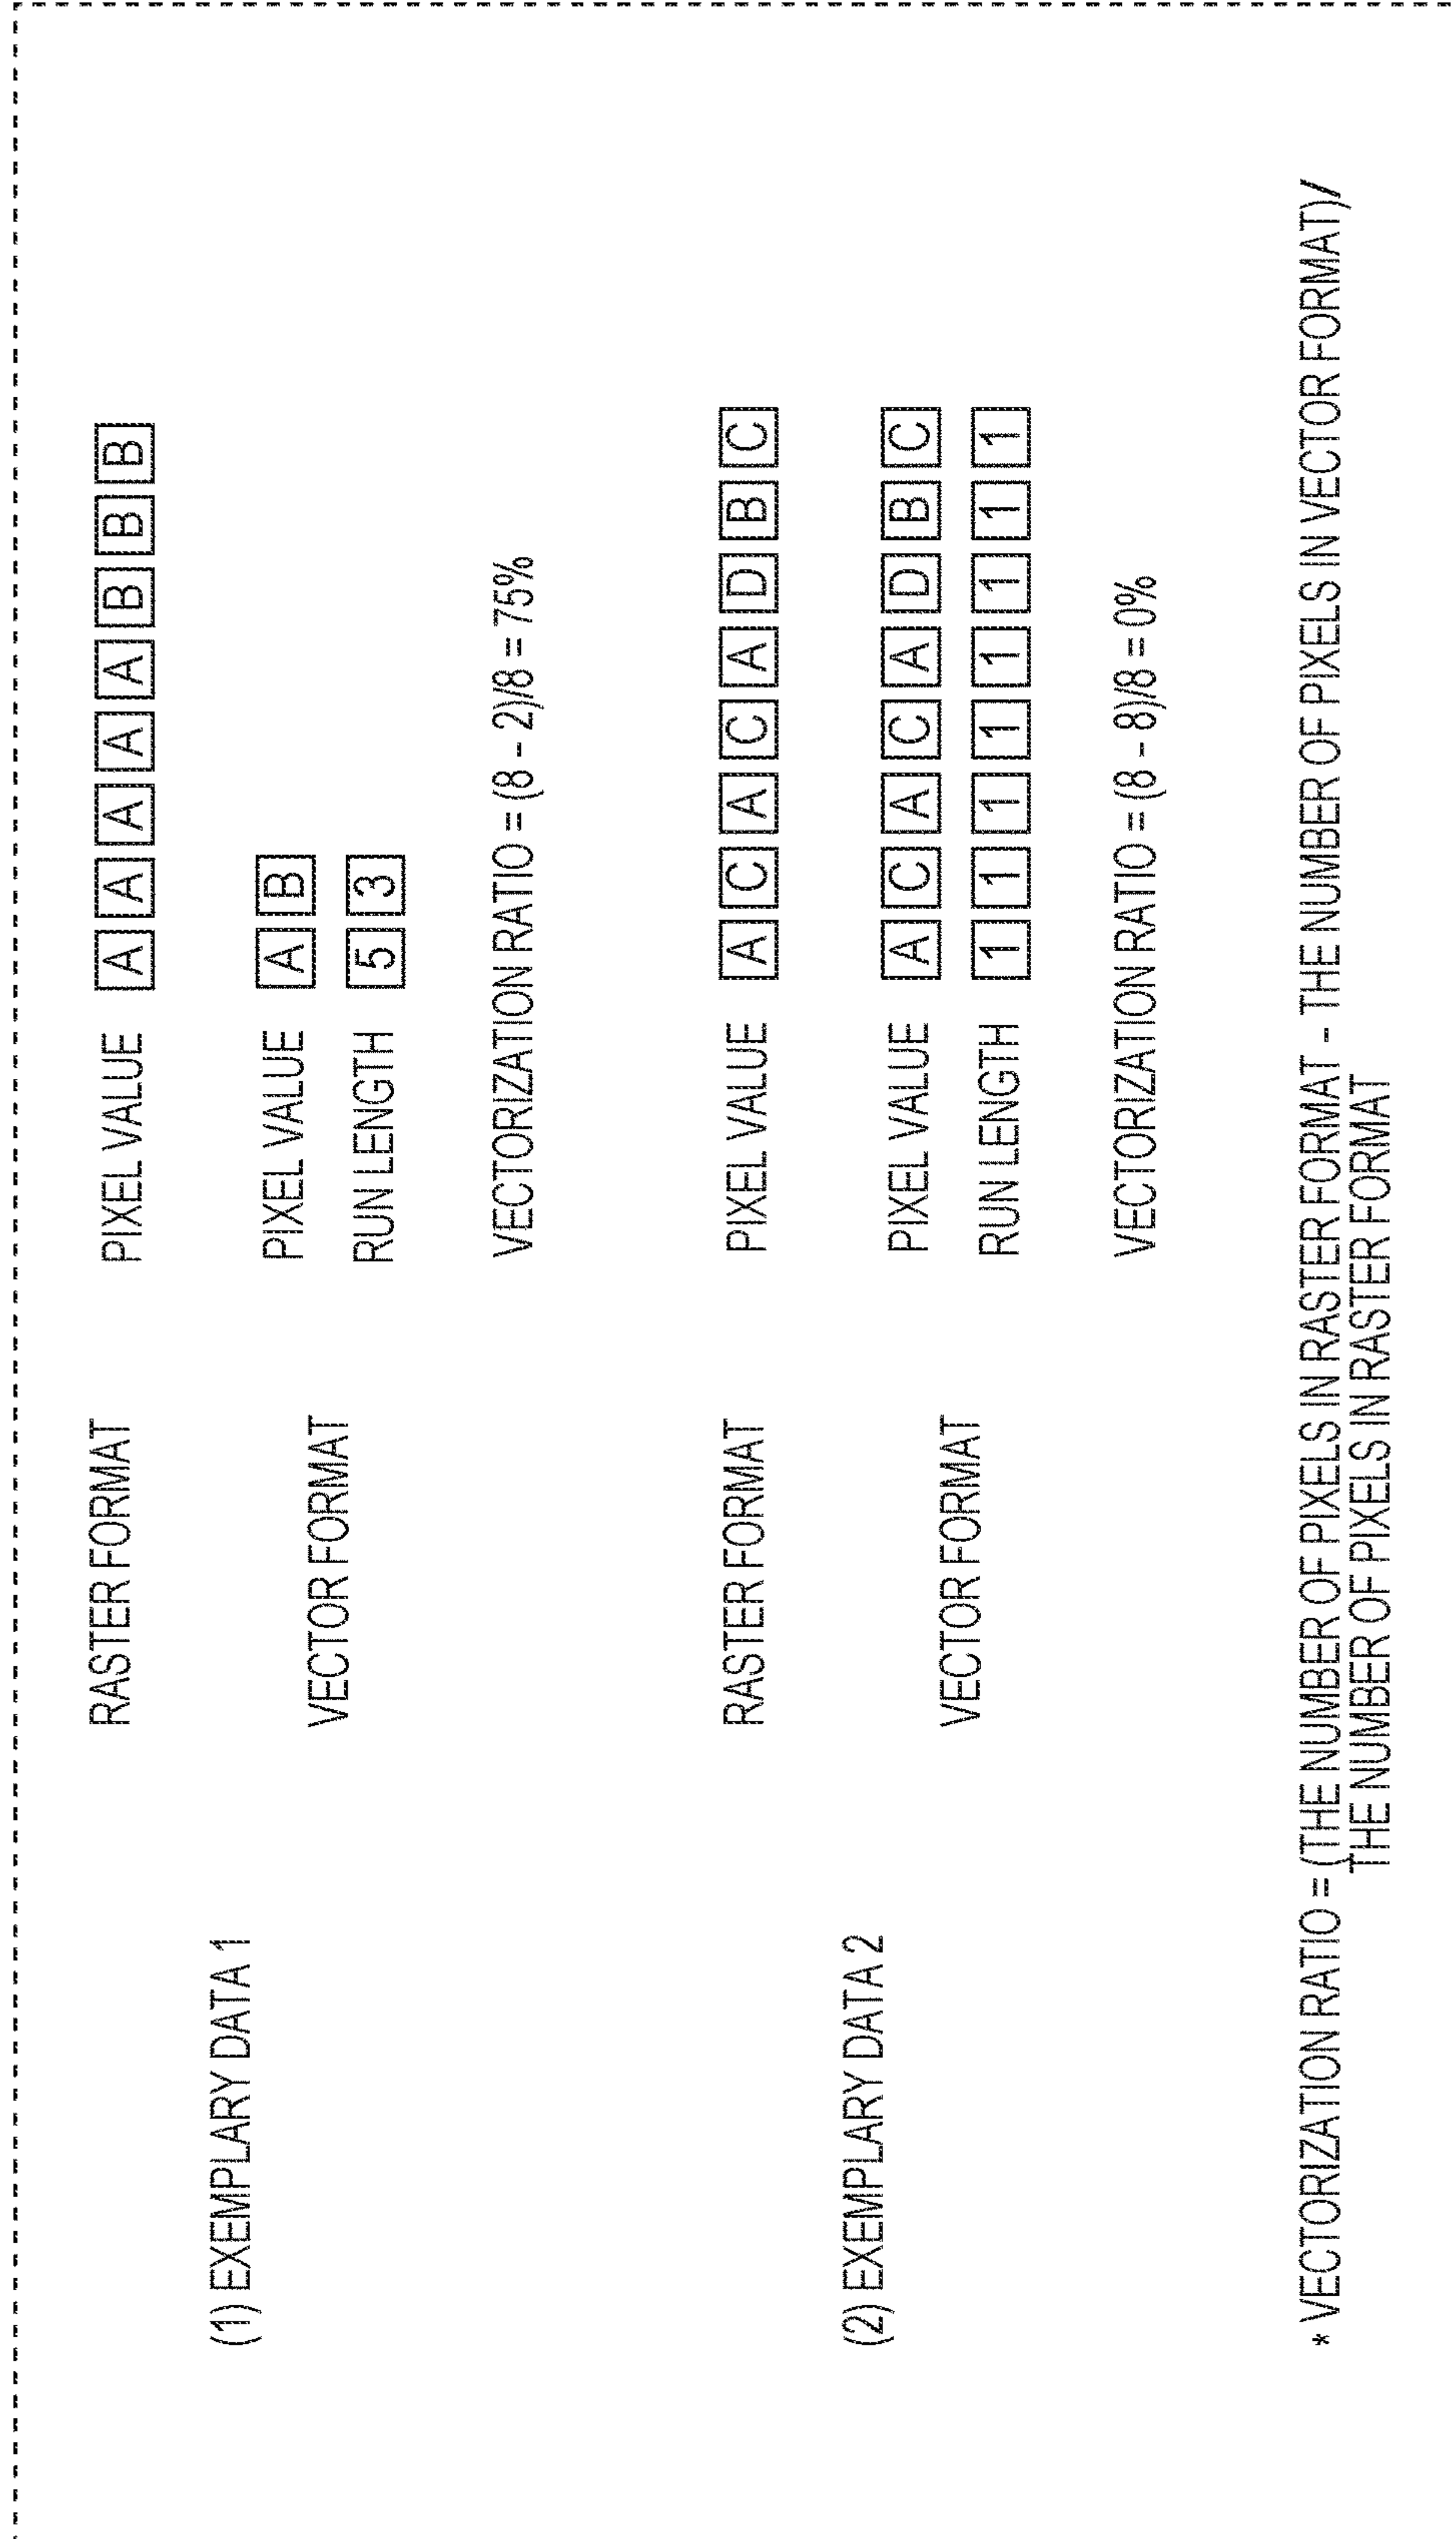 (1) EXEMPLARY DATA 1
RASTER FORMAT
PIXEL VALUE A A A A A B B B
VECTOR FORMAT
PIXEL VALUE A B
RUN LENGTH 5 3
VECTORIZATION RATIO = (8 - 2)/8 = 75%
(2) EXEMPLARY DATA 2
RASTER FORMAT
PIXEL VALUE A C A C A D B C
VECTOR FORMAT
PIXEL VALUE A C A C A D B C
RUN LENGTH 1 1 1 1 1 1 1 1
VECTORIZATION RATIO = (8 - 8)/8 = 0%
* VECTORIZATION RATIO = (THE NUMBER OF PIXELS IN RASTER FORMAT - THE NUMBER OF PIXELS IN VECTOR FORMAT)/
THE NUMBER OF PIXELS IN RASTER FORMAT